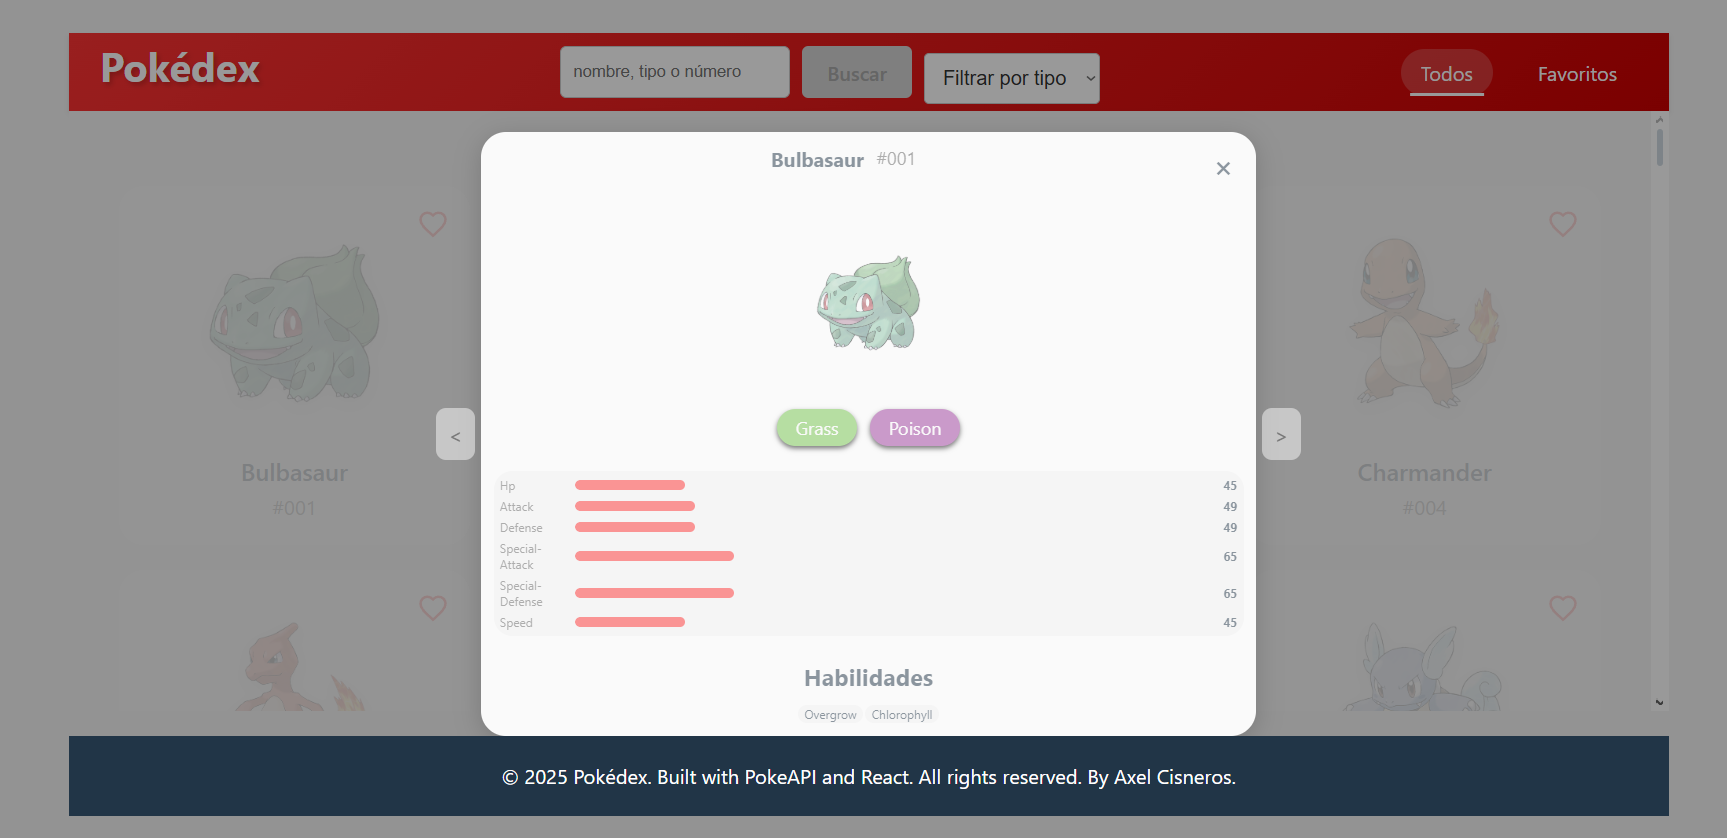 Pokédex
nombre, tipo o número
Buscar
Filtrar por tipo
Todos
Favoritos
Bulbasaur #001
×
Grass
Poison
Hp 45
Attack 49
Defense 49
Special-
Attack 65
Special-
Defense 65
Speed 45
Habilidades
Overgrow Chlorophyll
<
>
Bulbasaur
#001
Charmander
#004
© 2025 Pokédex. Built with PokeAPI and React. All rights reserved. By Axel Cisneros.